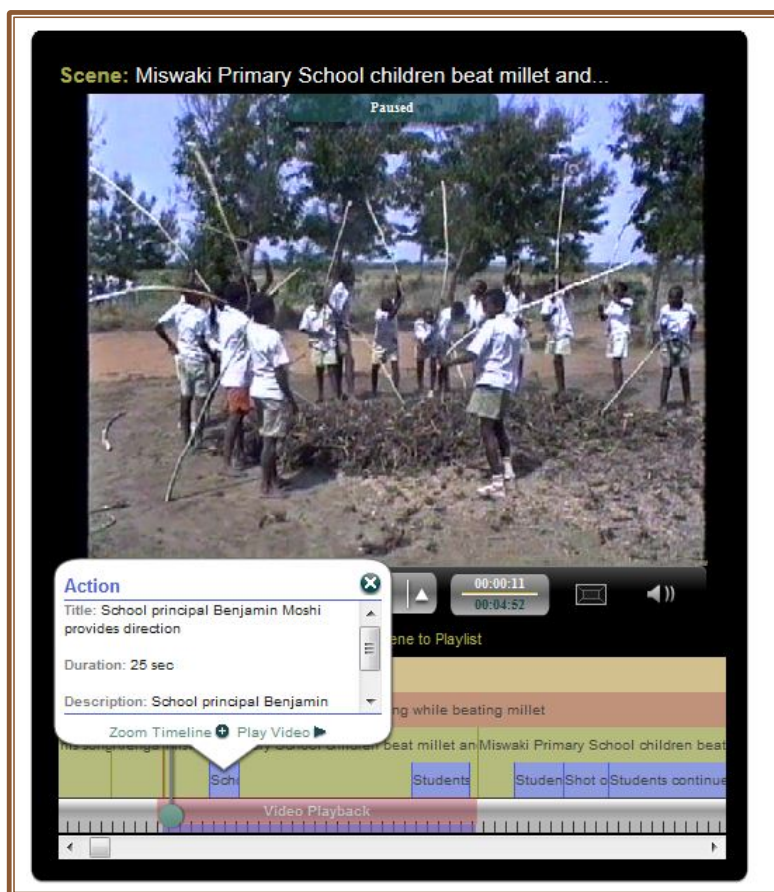 Scene: Miswaki Primary School children beat millet and...
Paused
Action
Title: School principal Benjamin Moshi
provides direction
Duration: 25 sec
Description: School principal Benjamin
Zoom Timeline Play Video
00:00:11
00:04:52
ene to Playlist
ng while beating millet
beat millet an Miswaki Primary School children beat
Scho Students Studen Shot o Students continue
Video Playback